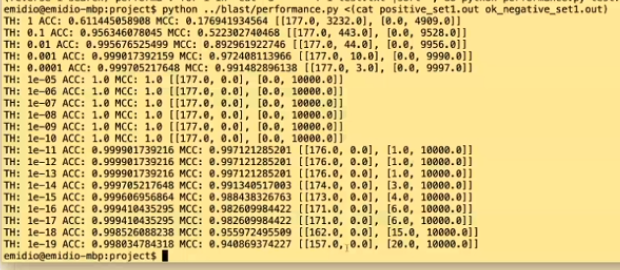 emidio@emidio-mbp:project$ python ../blast/performance.py <(cat positive_set1.out ok_negative_set1.out)
TH: 1 ACC: 0.611445058908 MCC: 0.176941934564 [[177.0, 3232.0], [0.0, 4909.0]]
TH: 0.1 ACC: 0.956346078045 MCC: 0.522302740468 [[177.0, 443.0], [0.0, 9528.0]]
TH: 0.01 ACC: 0.995676525499 MCC: 0.892961922746 [[177.0, 44.0], [0.0, 9956.0]]
TH: 0.001 ACC: 0.999017392159 MCC: 0.972408113966 [[177.0, 10.0], [0.0, 9990.0]]
TH: 0.0001 ACC: 0.999705217648 MCC: 0.991482896138 [[177.0, 3.0], [0.0, 9997.0]]
TH: 1e-05 ACC: 1.0 MCC: 1.0 [[177.0, 0.0], [0.0, 10000.0]]
TH: 1e-06 ACC: 1.0 MCC: 1.0 [[177.0, 0.0], [0.0, 10000.0]]
TH: 1e-07 ACC: 1.0 MCC: 1.0 [[177.0, 0.0], [0.0, 10000.0]]
TH: 1e-08 ACC: 1.0 MCC: 1.0 [[177.0, 0.0], [0.0, 10000.0]]
TH: 1e-09 ACC: 1.0 MCC: 1.0 [[177.0, 0.0], [0.0, 10000.0]]
TH: 1e-10 ACC: 1.0 MCC: 1.0 [[177.0, 0.0], [0.0, 10000.0]]
TH: 1e-11 ACC: 0.999901739216 MCC: 0.997121285201 [[176.0, 0.0], [1.0, 10000.0]]
TH: 1e-12 ACC: 0.999901739216 MCC: 0.997121285201 [[176.0, 0.0], [1.0, 10000.0]]
TH: 1e-13 ACC: 0.999901739216 MCC: 0.997121285201 [[176.0, 0.0], [1.0, 10000.0]]
TH: 1e-14 ACC: 0.999705217648 MCC: 0.991340517003 [[174.0, 0.0], [3.0, 10000.0]]
TH: 1e-15 ACC: 0.999606956864 MCC: 0.988438326763 [[173.0, 0.0], [4.0, 10000.0]]
TH: 1e-16 ACC: 0.999410435295 MCC: 0.982609984422 [[171.0, 0.0], [6.0, 10000.0]]
TH: 1e-17 ACC: 0.999410435295 MCC: 0.982609984422 [[171.0, 0.0], [6.0, 10000.0]]
TH: 1e-18 ACC: 0.998526088238 MCC: 0.955972495509 [[162.0, 0.0], [15.0, 10000.0]]
TH: 1e-19 ACC: 0.998034784318 MCC: 0.940869374227 [[157.0, 0.0], [20.0, 10000.0]]
emidio@emidio-mbp:project$